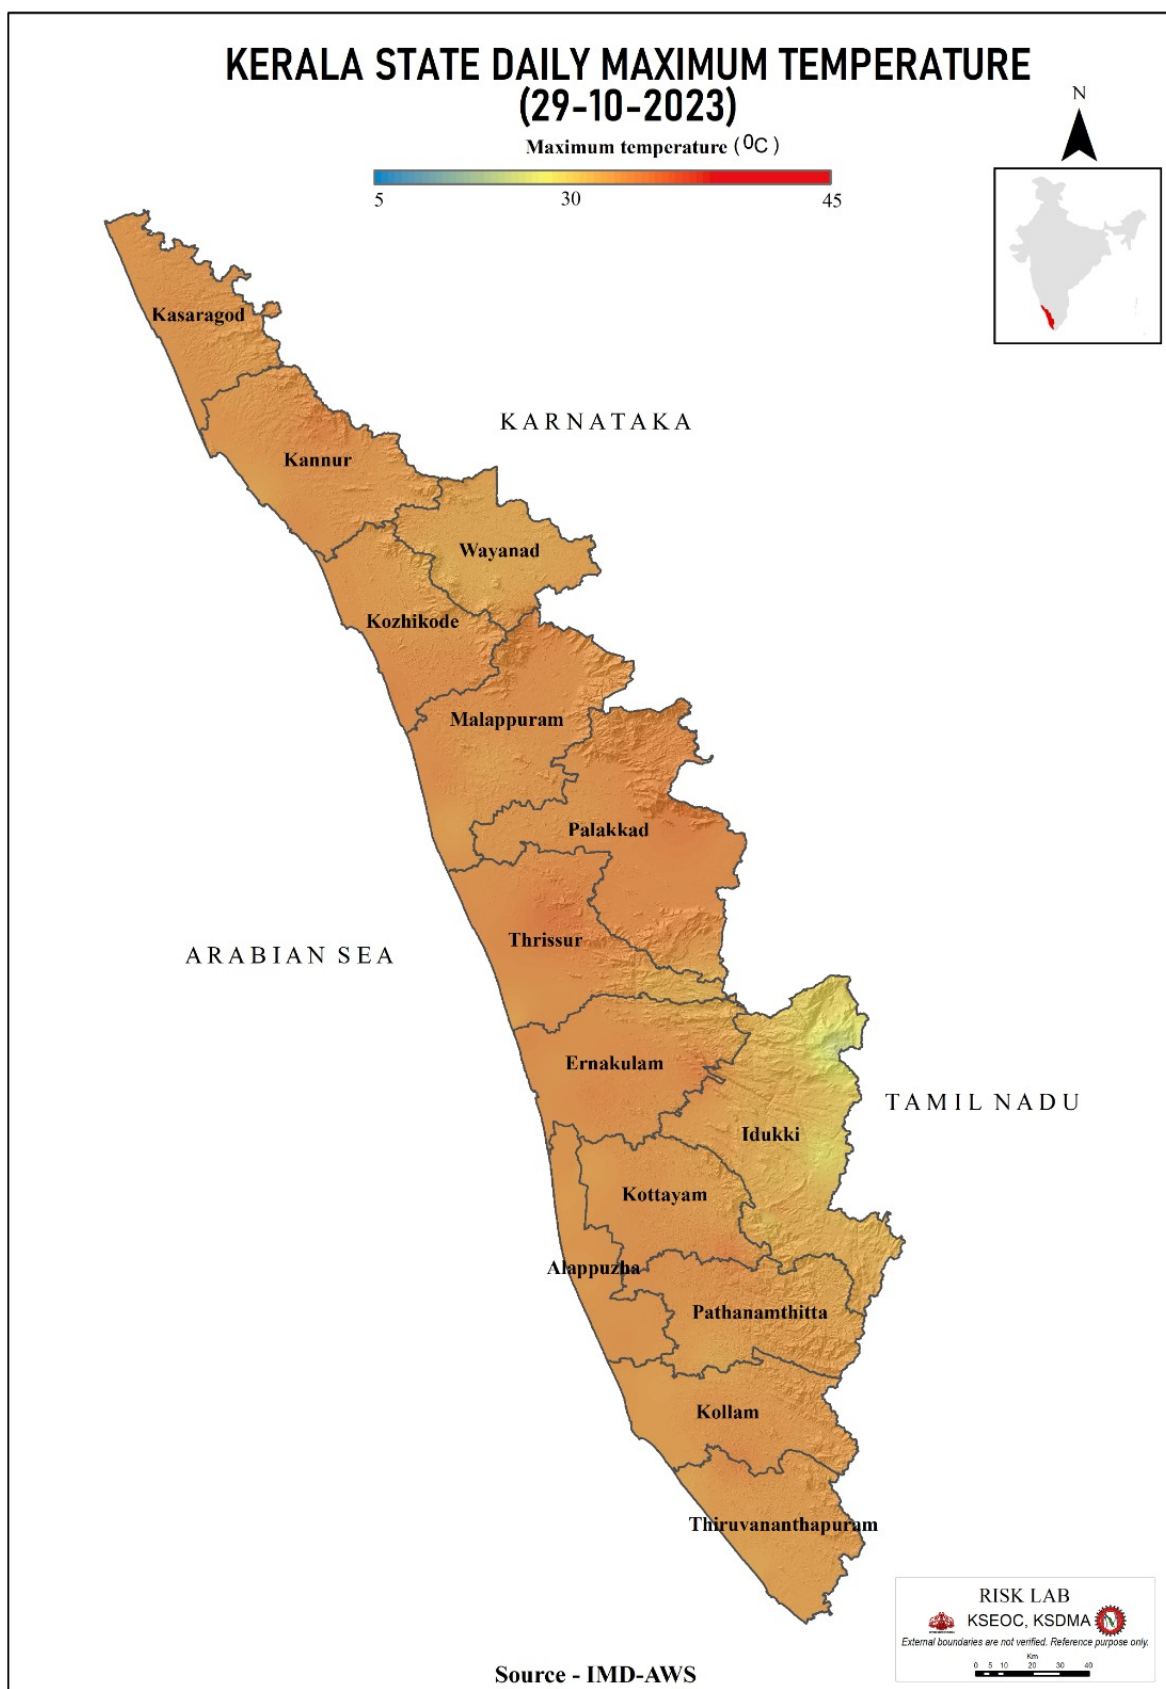 KERALA STATE DAILY MAXIMUM TEMPERATURE
(29-10-2023)
Maximum temperature (⁰C)
5 30 45
N
Kasaragod
KARNATAKA
Kannur
Wayanad
Kozhikode
Malappuram
Palakkad
Thrissur
ARABIAN SEA
Ernakulam
TAMIL NADU
Idukki
Kottayam
Alappuzha
Pathanamthitta
Kollam
Thiruvananthapuram
RISK LAB
KSEOC, KSDMA
External boundaries are not verified. Reference purpose only.
Km
0 5 10 20 30 40
Source - IMD-AWS